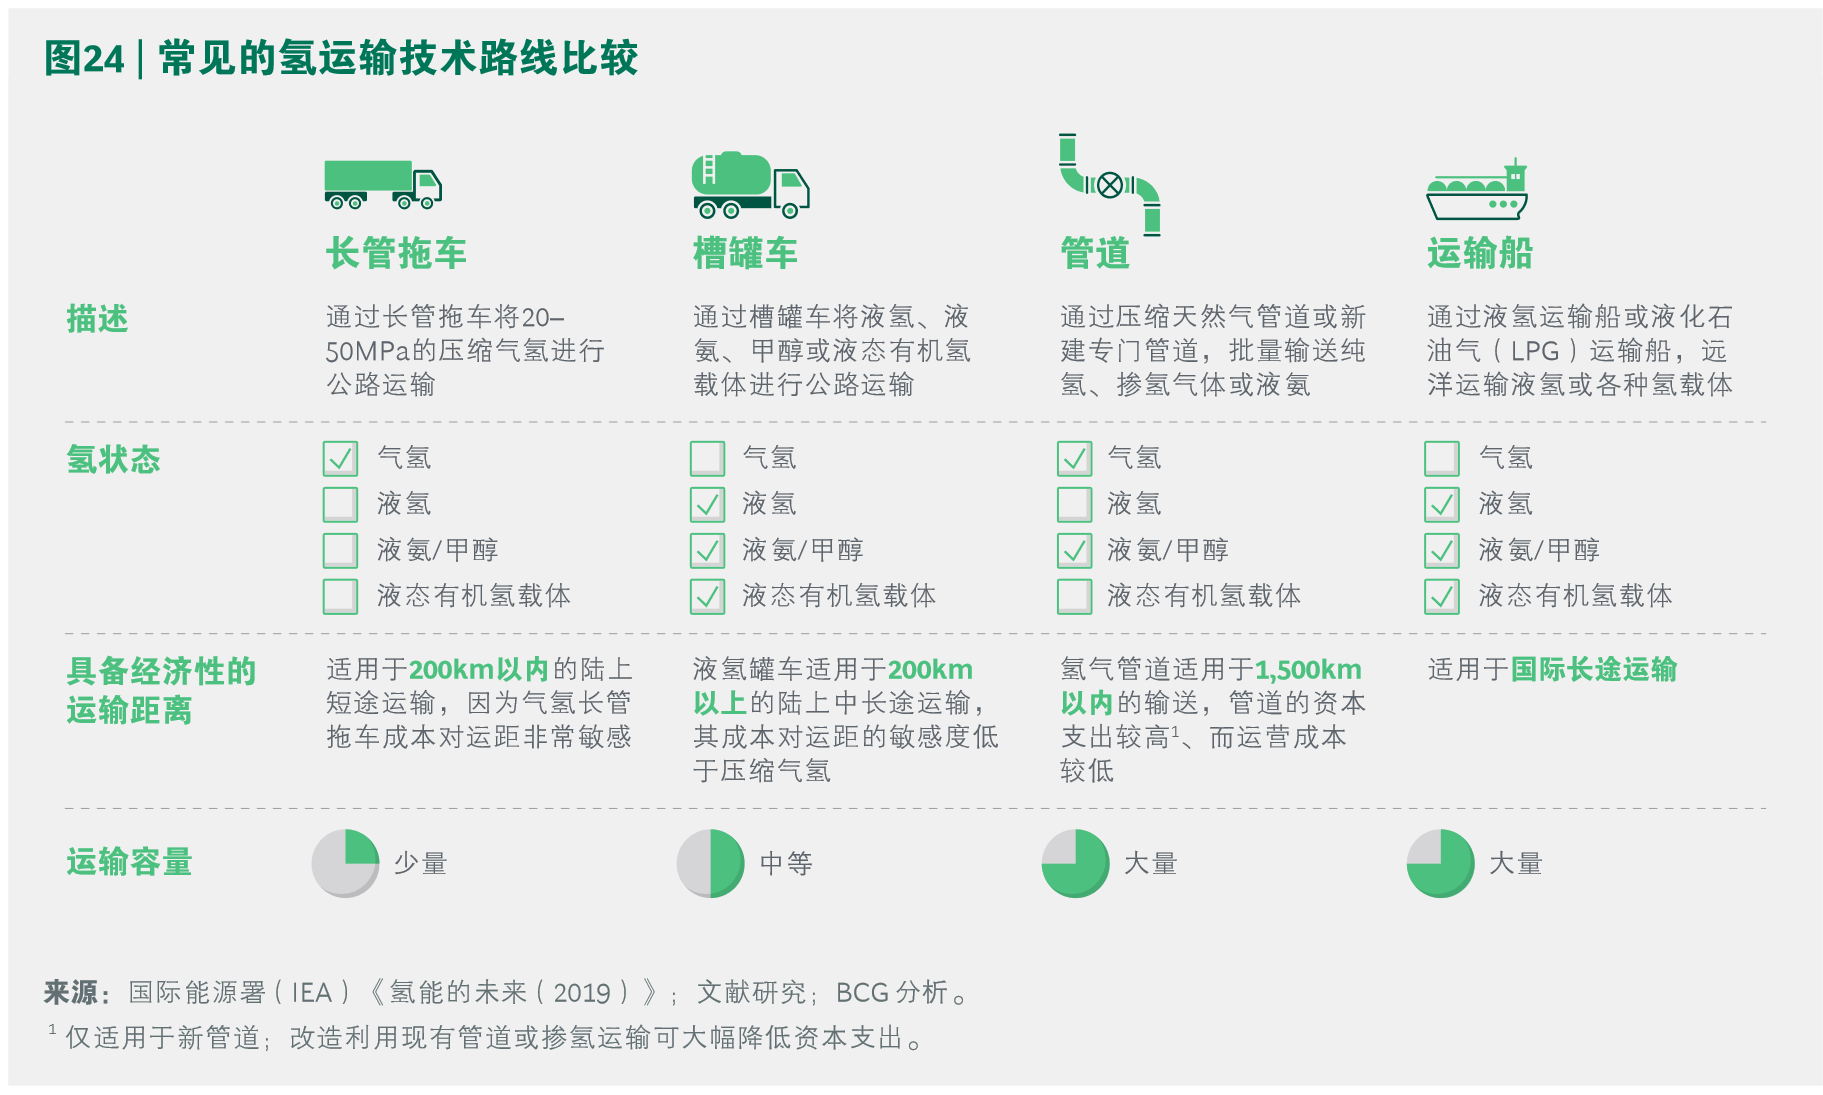 图24 | 常见的氢运输技术路线比较
长管拖车
槽罐车
管道
运输船
描述
通过长管拖车将20–
50MPa的压缩气氢进行
公路运输
通过槽罐车将液氢、液
氨、甲醇或液态有机氢
载体进行公路运输
通过压缩天然气管道或新
建专门管道，批量输送纯
氢、掺氢气体或液氨
通过液氢运输船或液化石
油气（LPG）运输船，远
洋运输液氢或各种氢载体
氢状态
气氢
液氢
液氨/甲醇
液态有机氢载体
气氢
液氢
液氨/甲醇
液态有机氢载体
气氢
液氢
液氨/甲醇
液态有机氢载体
气氢
液氢
液氨/甲醇
液态有机氢载体
具备经济性的
运输距离
适用于200km以内的陆上
短途运输，因为气氢长管
拖车成本对运距非常敏感
液氢罐车适用于200km
以上的陆上中长途运输，
其成本对运距的敏感度低
于压缩气氢
氢气管道适用于1,500km
以内的输送，管道的资本
支出较高¹、而运营成本
较低
适用于国际长途运输
运输容量
少量
中等
大量
大量
来源：国际能源署（IEA）《氢能的未来（2019）》；文献研究；BCG分析。
¹ 仅适用于新管道；改造利用现有管道或掺氢运输可大幅降低资本支出。